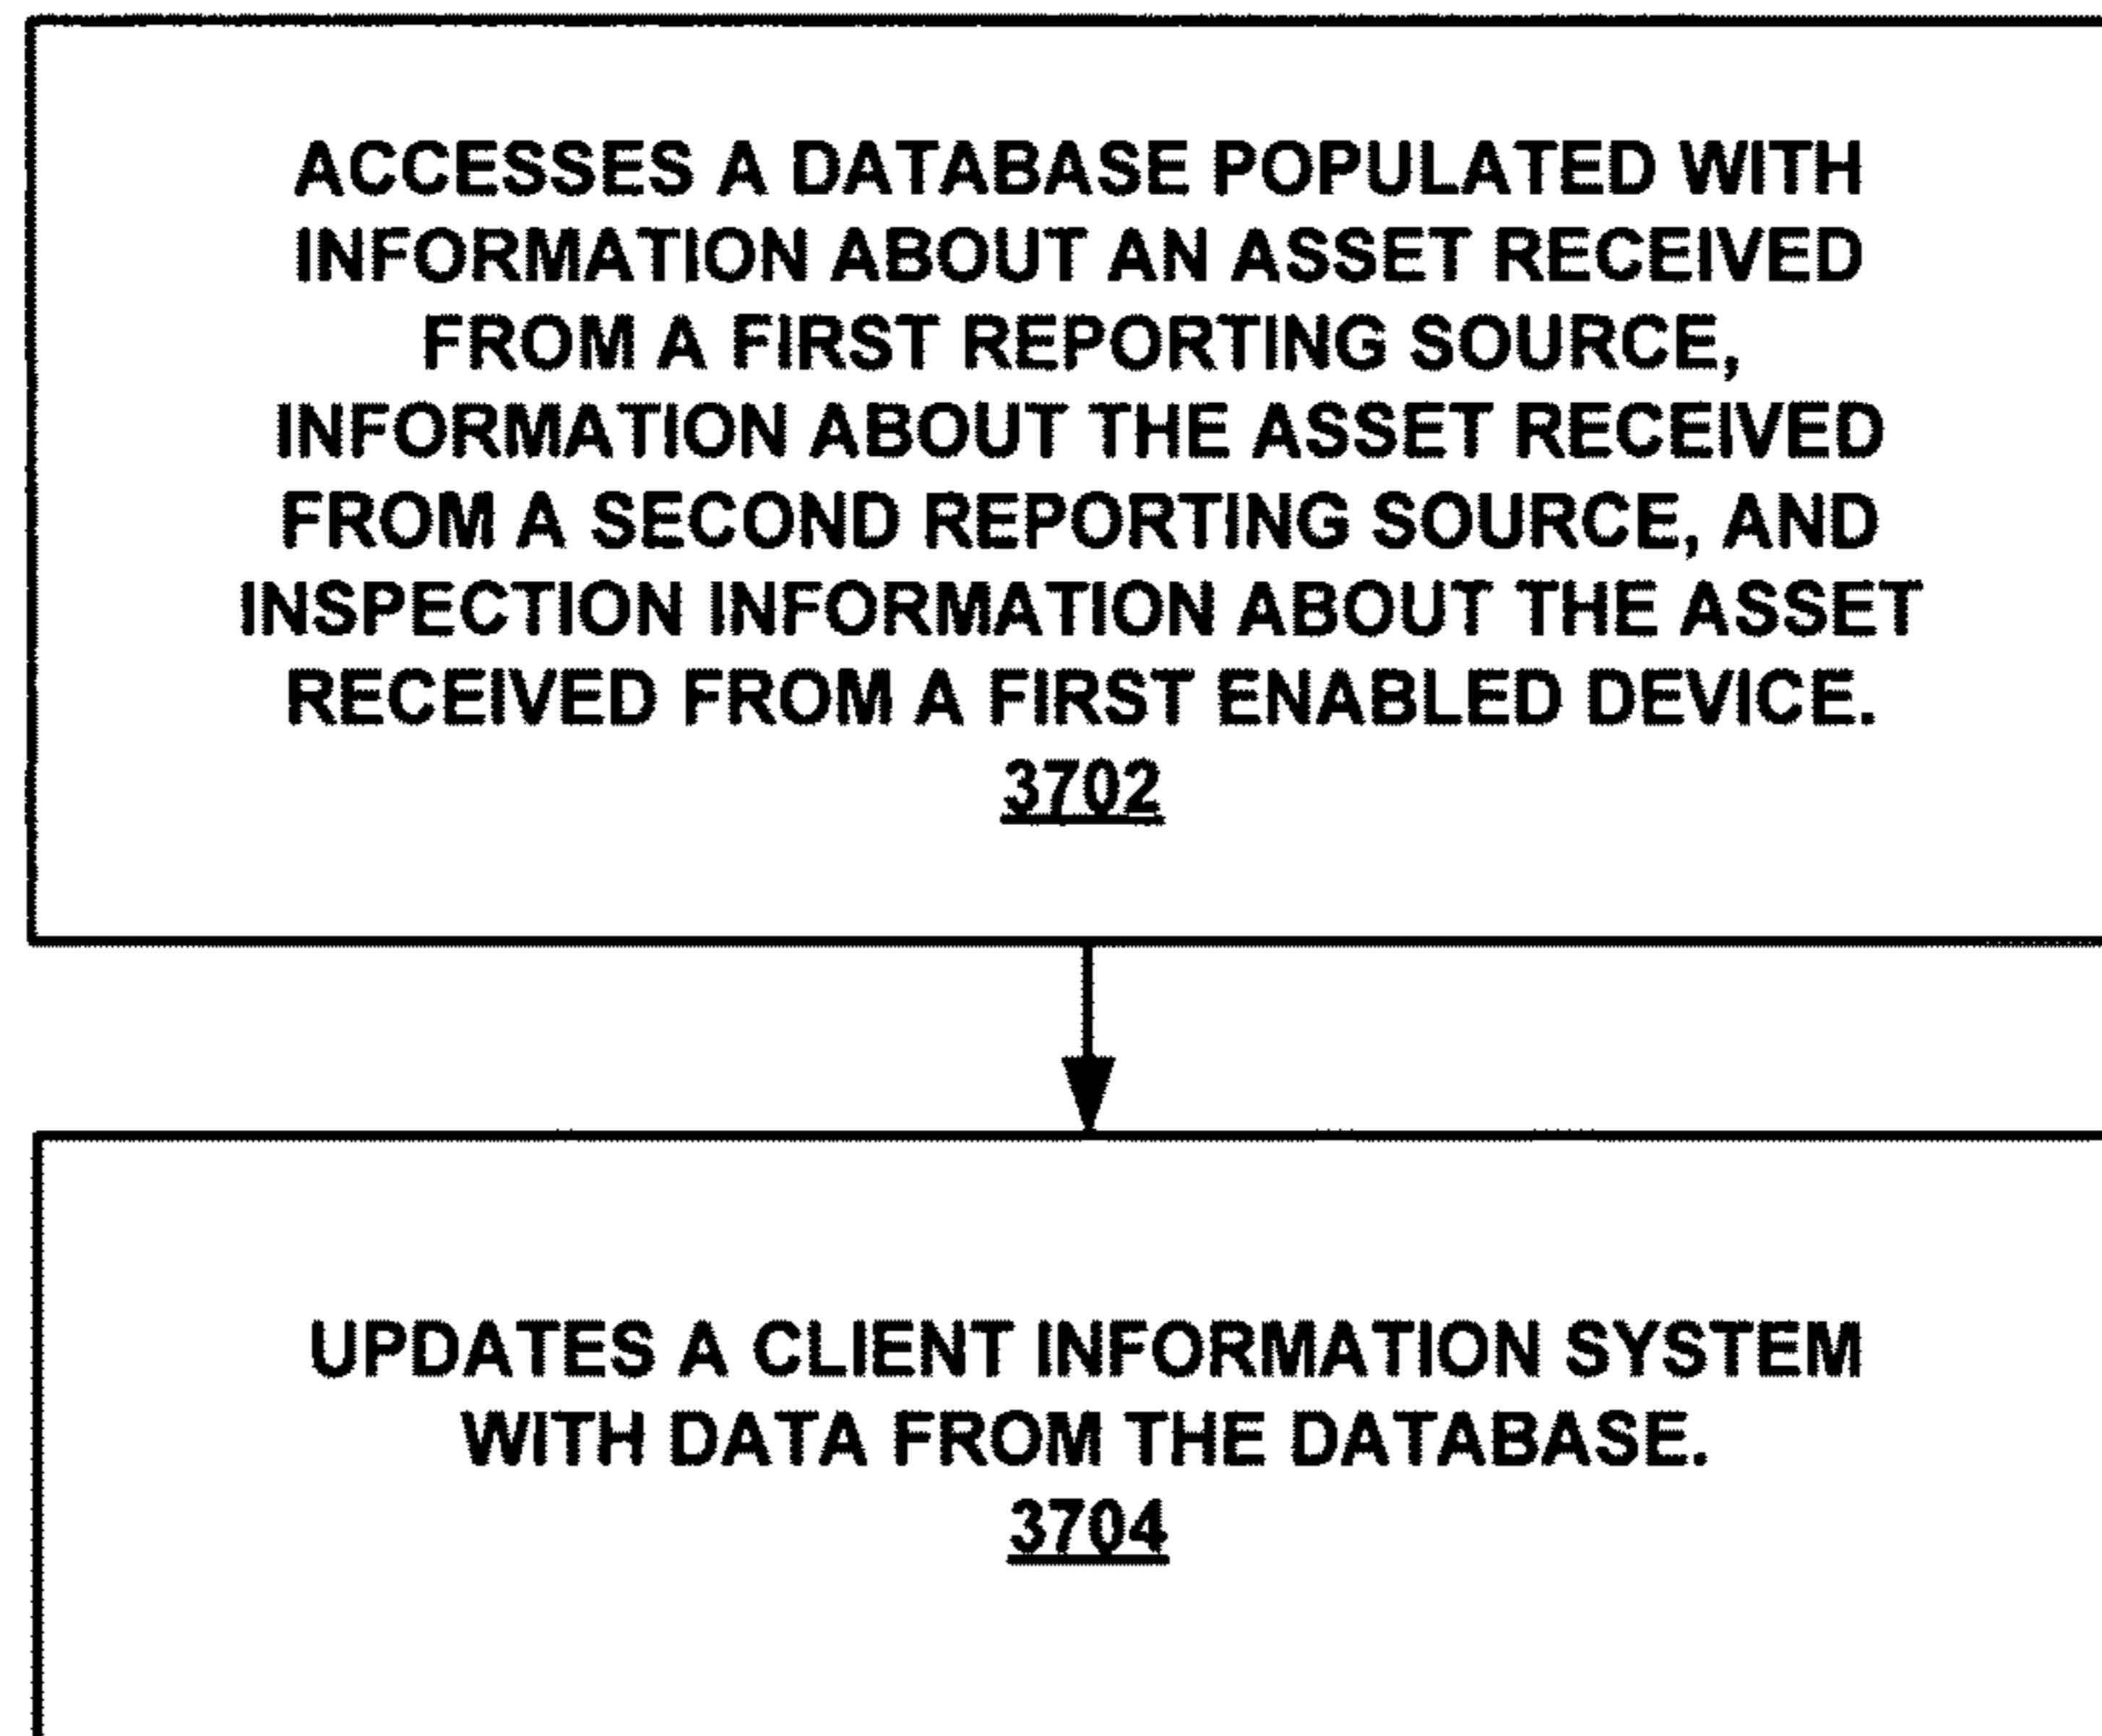 ACCESSES A DATABASE POPULATED WITH
INFORMATION ABOUT AN ASSET RECEIVED
FROM A FIRST REPORTING SOURCE,
INFORMATION ABOUT THE ASSET RECEIVED
FROM A SECOND REPORTING SOURCE, AND
INSPECTION INFORMATION ABOUT THE ASSET
RECEIVED FROM A FIRST ENABLED DEVICE.
3702
UPDATES A CLIENT INFORMATION SYSTEM
WITH DATA FROM THE DATABASE.
3704